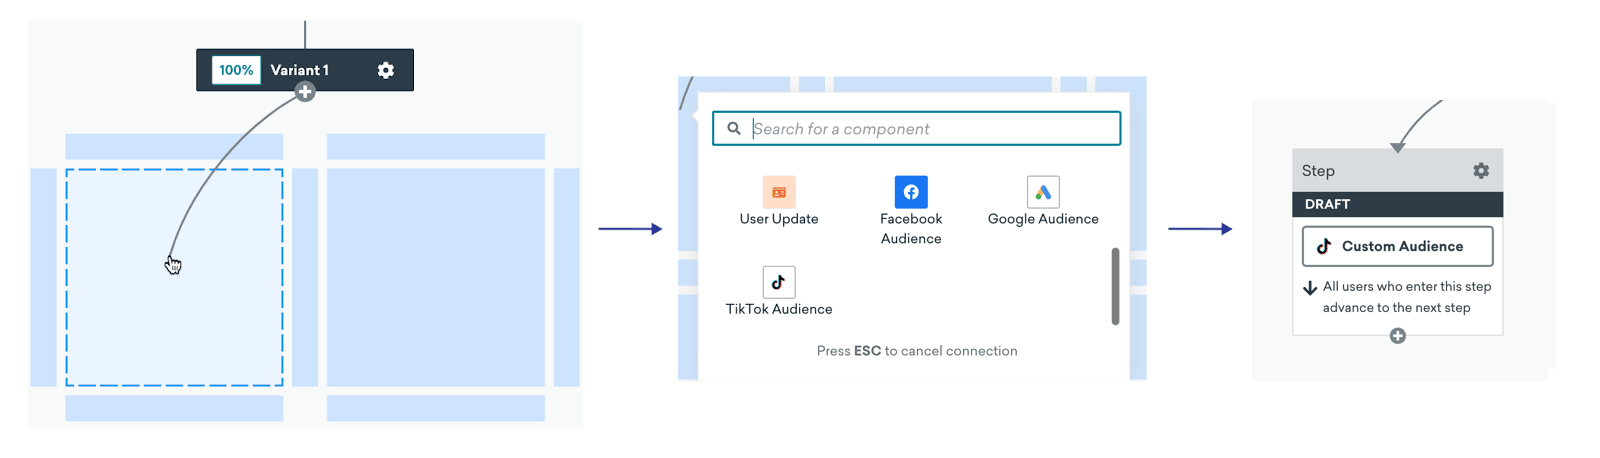 100% Variant 1
Search for a component
User Update
Facebook
Audience
Google Audience
TikTok Audience
Press ESC to cancel connection
Step
DRAFT
Custom Audience
All users who enter this step
advance to the next step